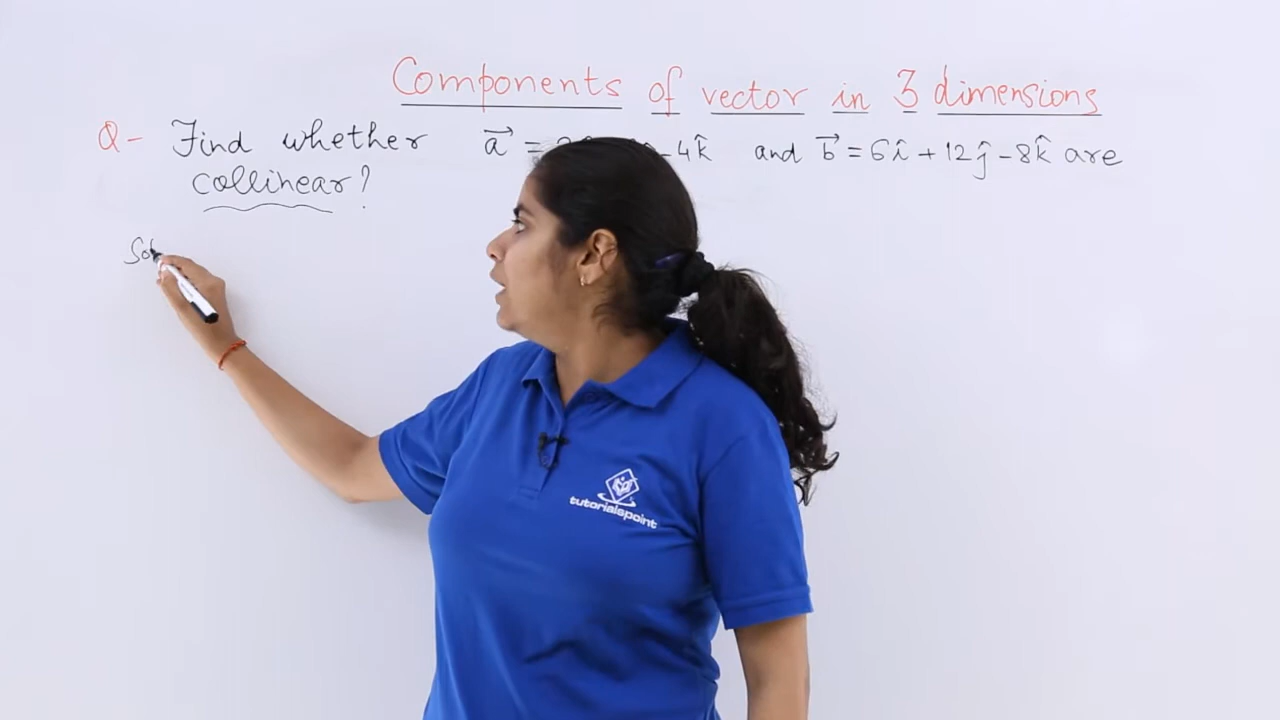 Components of vector in 3 dimensions
Q- Find whether a⃗ = -4k̂ and b⃗ = 6î + 12ĵ - 8k̂ are
collinear?
Sol
tutorialspoint